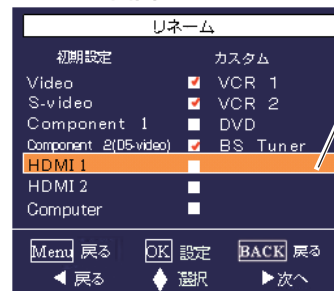 リネーム
初期設定 カスタム
Video VCR 1
S-video VCR 2
Component 1 DVD
Component 2(D5-video) BS Tuner
HDMI 1
HDMI 2
Computer
Menu 戻る OK 設定 BACK 戻る
◀ 戻る ◆ 選択 ▶次へ